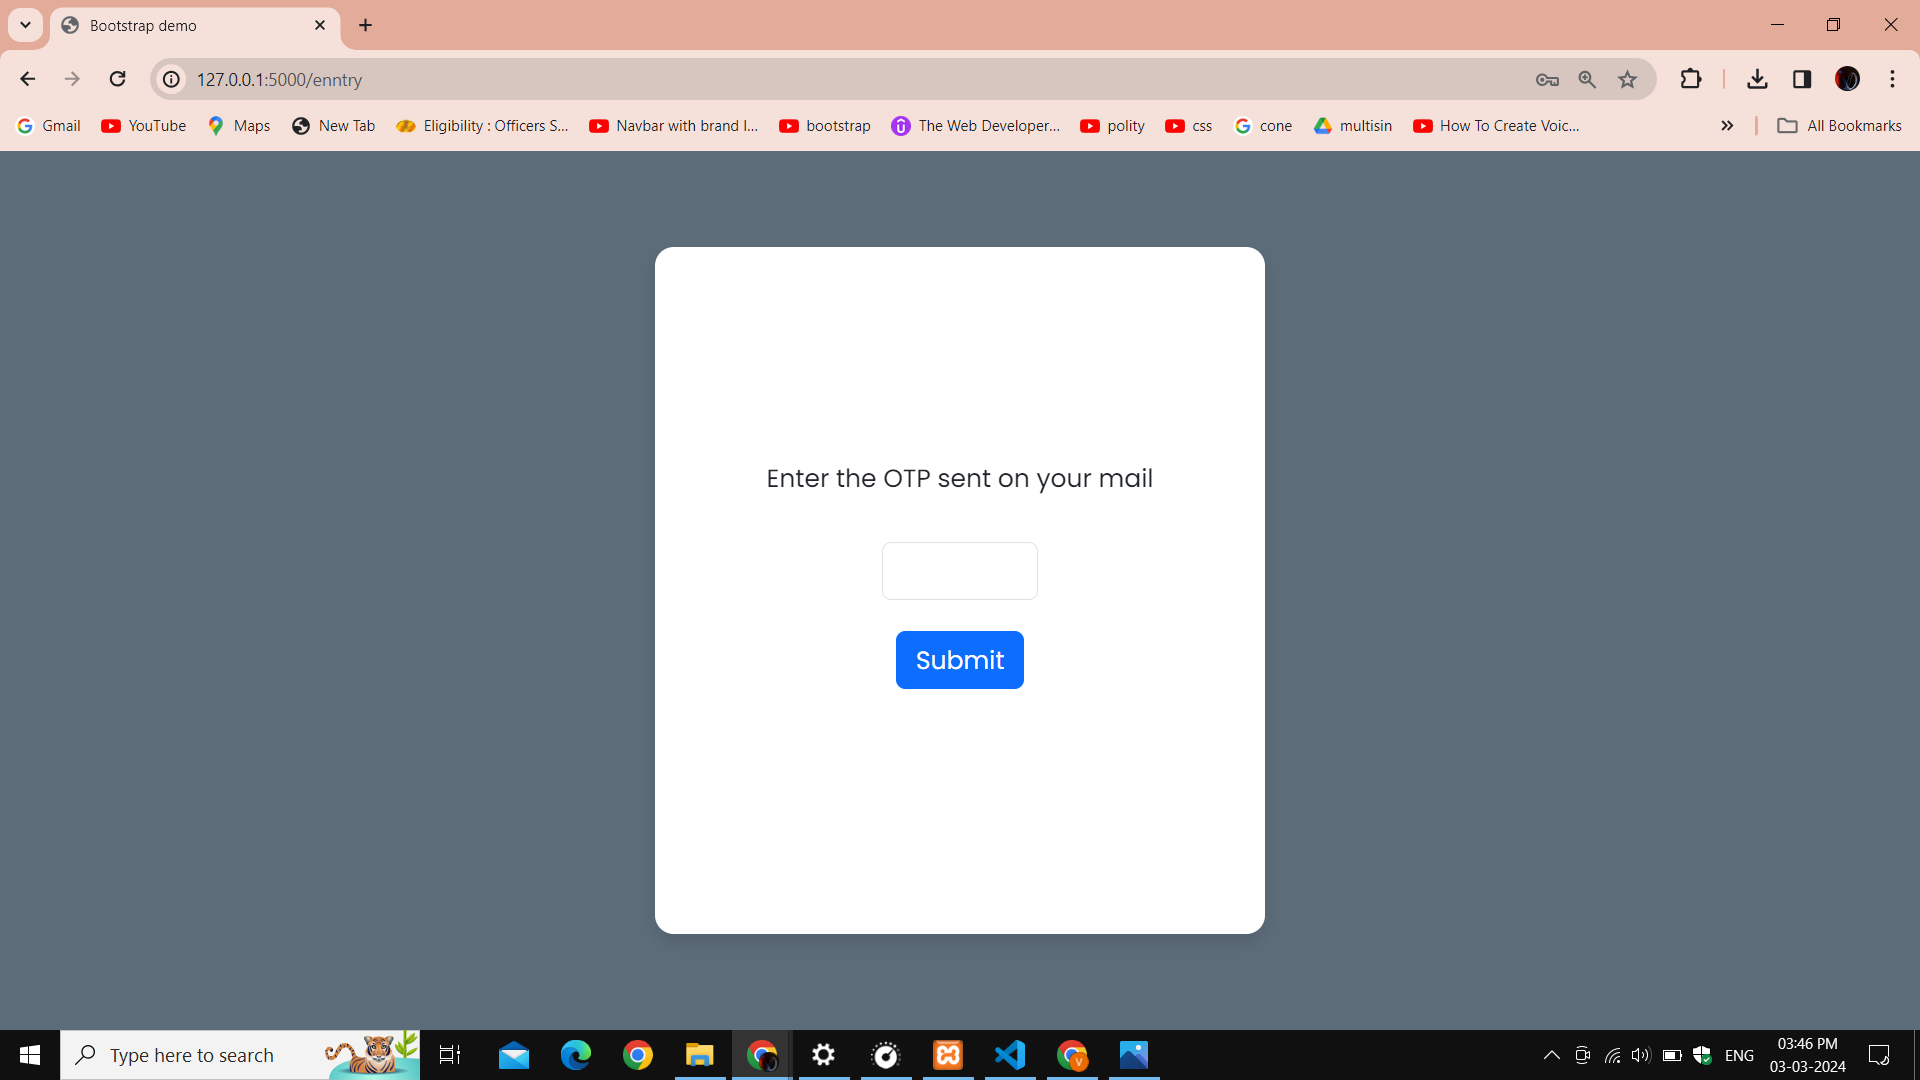 Bootstrap demo
127.0.0.1:5000/enntry
Gmail YouTube Maps New Tab Eligibility : Officers S... Navbar with brand I... bootstrap The Web Developer... polity css cone multisin How To Create Voic... All Bookmarks
Enter the OTP sent on your mail
Submit
Type here to search
ENG
03:46 PM
03-03-2024